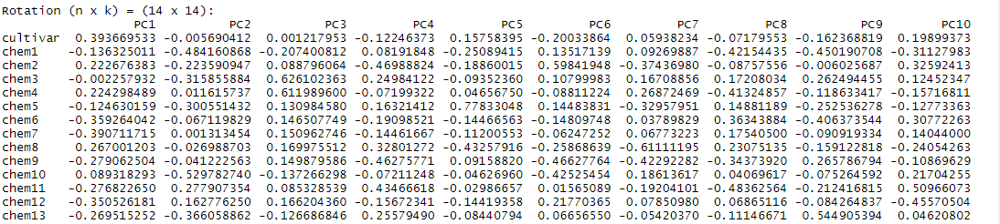 Rotation (n x k) = (14 x 14):
PC1 PC2 PC3 PC4 PC5 PC6 PC7 PC8 PC9 PC10
cultivar 0.393669533 -0.005690412 0.001217953 -0.12246373 0.15758395 -0.20033864 0.05938234 -0.07179553 -0.162368819 0.19899373
chem1 -0.136325011 -0.484160868 -0.207400812 0.08191848 -0.25089415 0.13517139 0.09269887 -0.42154435 -0.450190708 -0.31127983
chem2 0.222676383 -0.223590947 0.088796064 -0.46988824 -0.18860015 0.59841948 -0.37436980 -0.08757556 -0.006025687 0.32592413
chem3 -0.002257932 -0.315855884 0.626102363 0.24984122 -0.09352360 0.10799983 0.16708856 0.17208034 0.262494455 0.12452347
chem4 0.224298489 0.011615737 0.611989600 -0.07199322 0.04656750 -0.08811224 0.26872469 -0.41324857 -0.118633417 -0.15716811
chem5 -0.124630159 -0.300551432 0.130984580 0.16321412 0.77833048 0.14483831 -0.32957951 0.14881189 -0.252536278 -0.12773363
chem6 -0.359264042 -0.067119829 0.146507749 -0.19098521 -0.14466563 -0.14809748 0.03789829 0.36343884 -0.406373544 0.30772263
chem7 -0.390711715 0.001313454 0.150962746 -0.14461667 -0.11200553 -0.06247252 0.06773223 0.17540500 -0.090919334 0.14044000
chem8 0.267001203 -0.026988703 0.169975512 0.32801272 -0.43257916 -0.25868639 -0.61111195 0.23075135 -0.159122818 -0.24054263
chem9 -0.279062504 -0.041222563 0.149879586 -0.46275771 0.09158820 -0.46627764 -0.42292282 -0.34373920 0.265786794 -0.10869629
chem10 0.089318293 -0.529782740 -0.137266298 -0.07211248 -0.04626960 -0.42525454 0.18613617 0.04069617 -0.075264592 0.21704255
chem11 -0.276822650 0.277907354 0.085328539 0.43466618 -0.02986657 0.01565089 -0.19204101 -0.48362564 -0.212416815 0.50966073
chem12 -0.350526181 0.162776250 0.166204360 -0.15672341 -0.14419358 0.21770365 0.07850980 0.06865116 -0.084264837 -0.45570504
chem13 -0.269515252 -0.366058862 -0.126686846 0.25579490 -0.08440794 0.06656550 -0.05420370 -0.11146671 0.544905394 0.04620802